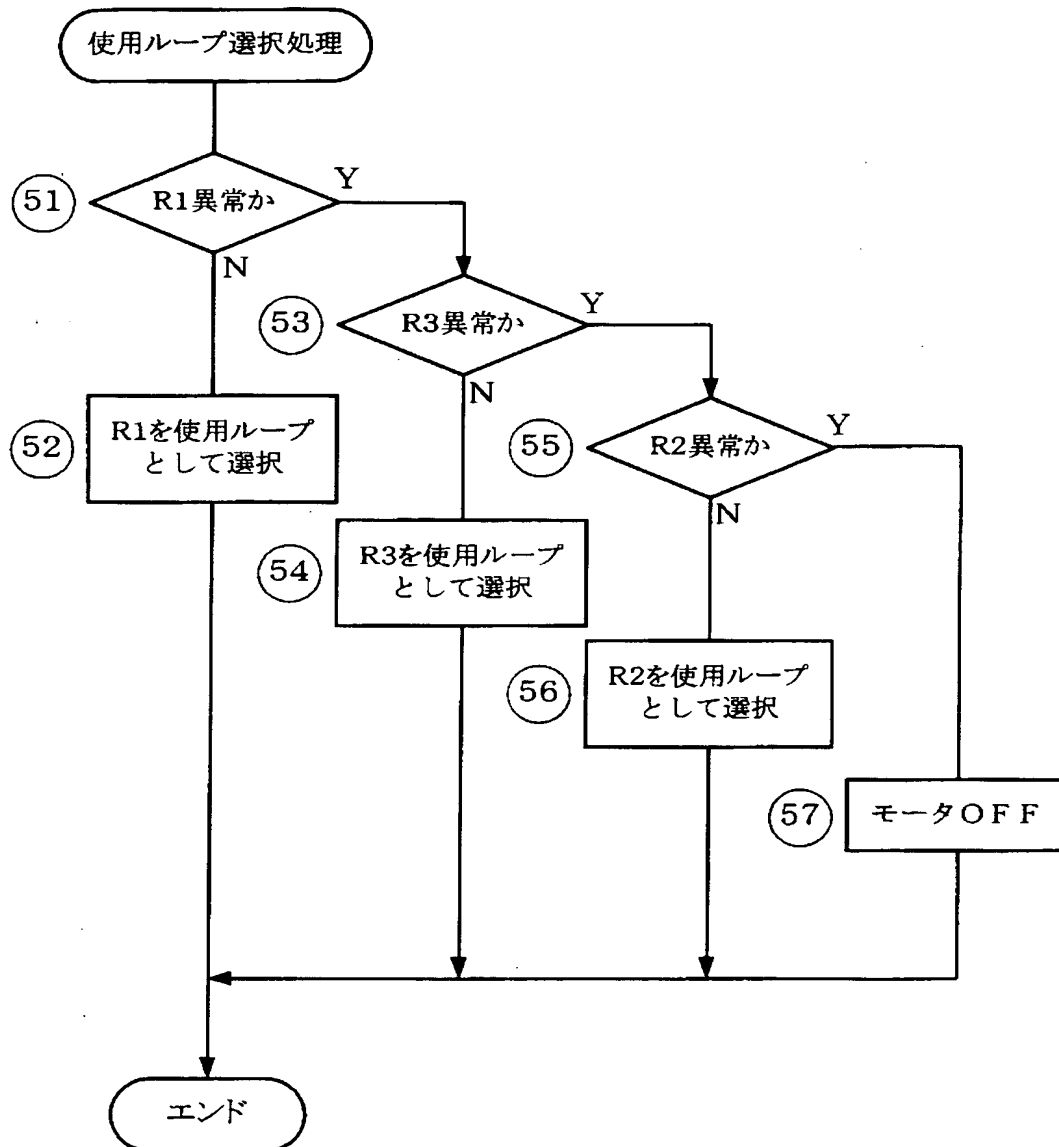 使用ループ選択処理
51
R1異常か
Y
N
53
R3異常か
Y
N
52
R1を使用ループ
として選択
55
R2異常か
Y
N
54
R3を使用ループ
として選択
56
R2を使用ループ
として選択
57
モータOFF
エンド